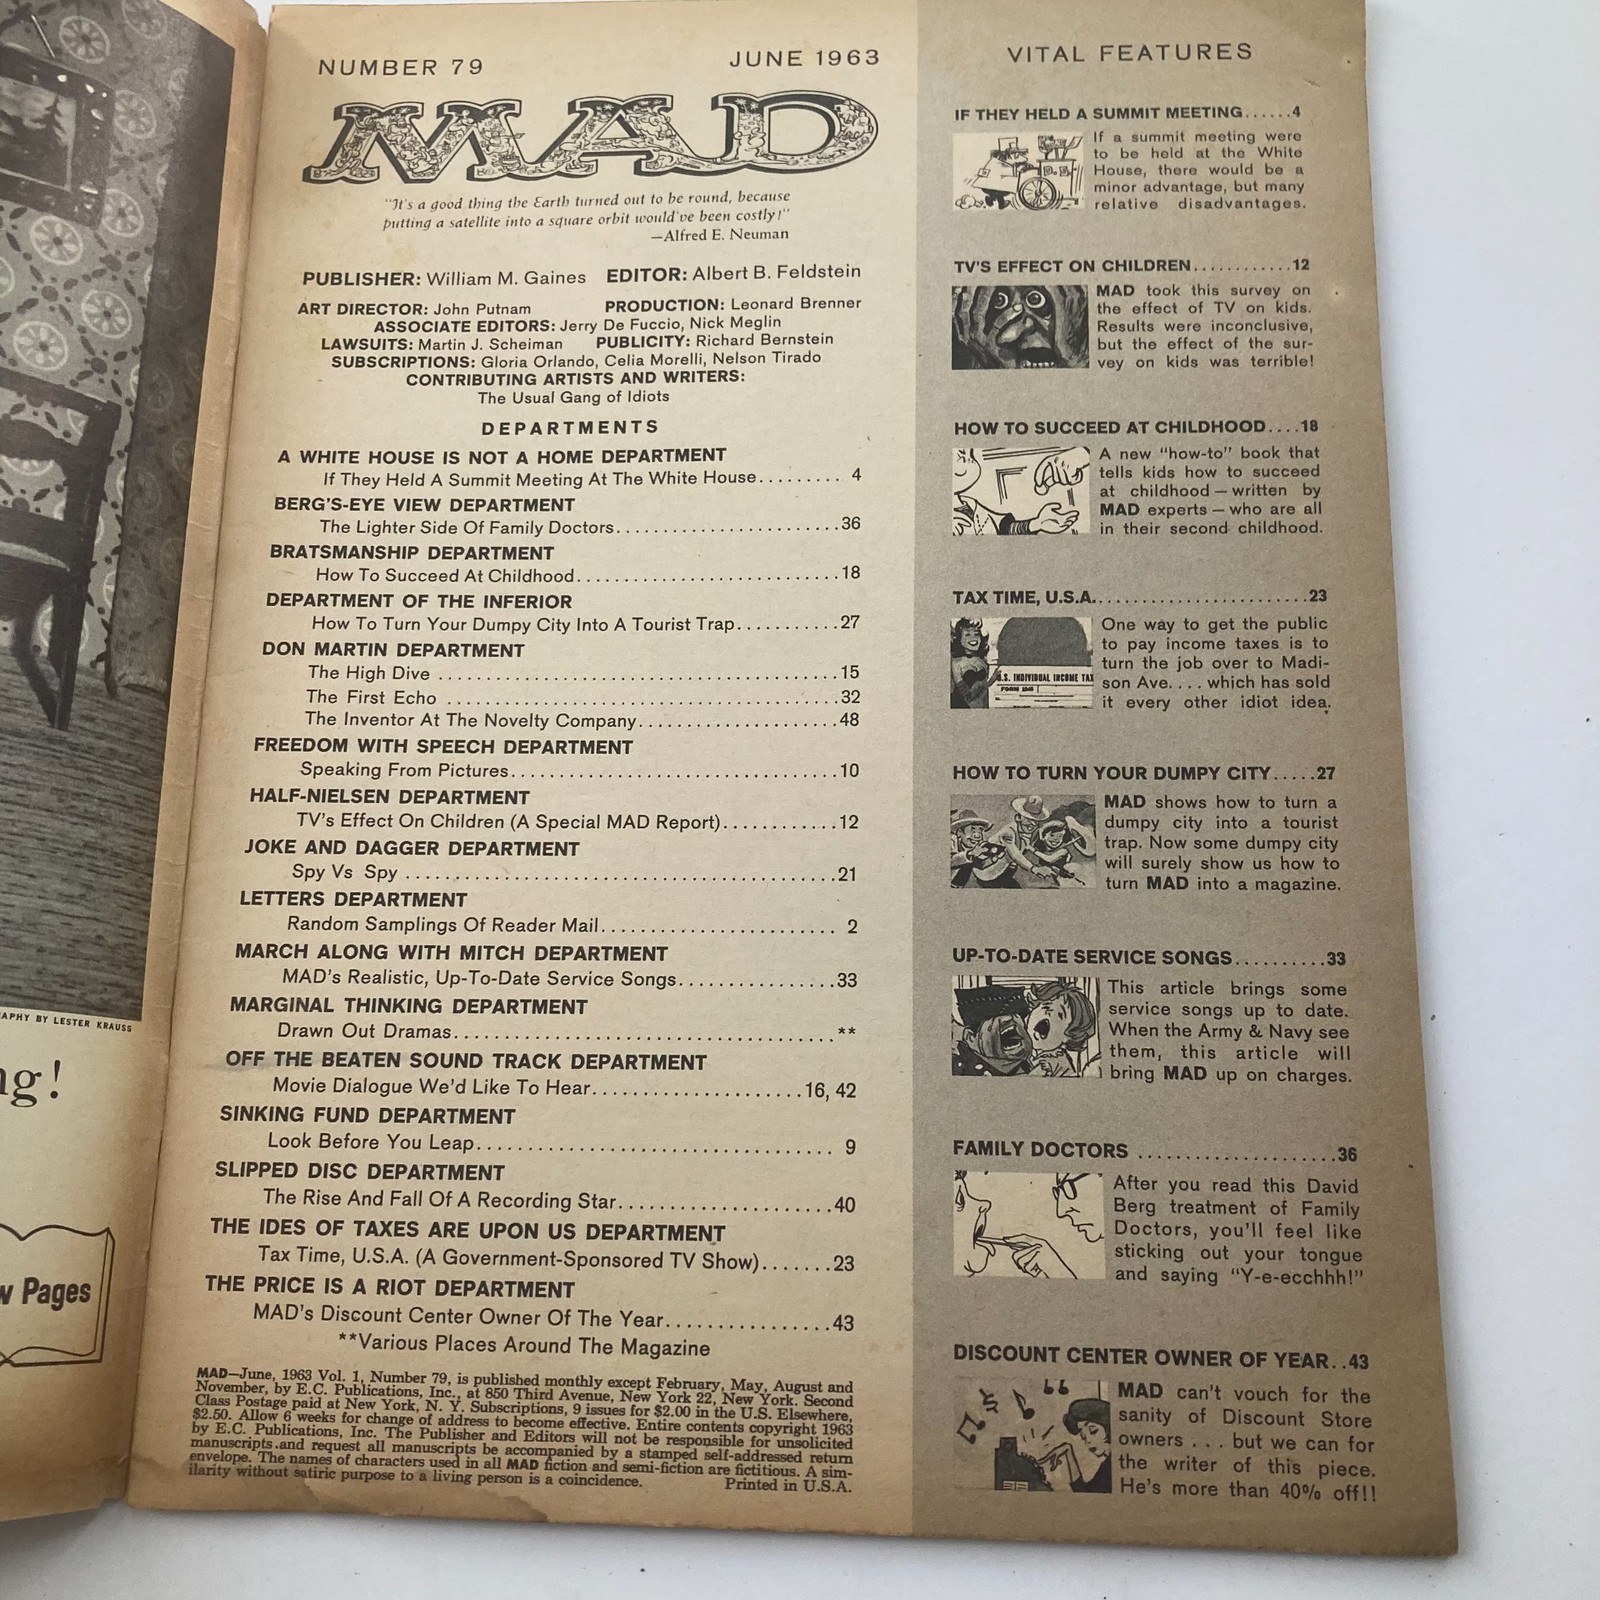 APHY BY LESTER KRAUSS
ng!
w Pages
NUMBER 79
JUNE 1963
MAD
"It's a good thing the Earth turned out to be round, because
putting a satellite into a square orbit would've been costly!"
—Alfred E. Neuman
PUBLISHER: William M. Gaines EDITOR: Albert B. Feldstein
ART DIRECTOR: John Putnam PRODUCTION: Leonard Brenner
ASSOCIATE EDITORS: Jerry De Fuccio, Nick Meglin
LAWSUITS: Martin J. Scheiman PUBLICITY: Richard Bernstein
SUBSCRIPTIONS: Gloria Orlando, Celia Morelli, Nelson Tirado
CONTRIBUTING ARTISTS AND WRITERS:
The Usual Gang of Idiots
DEPARTMENTS
A WHITE HOUSE IS NOT A HOME DEPARTMENT
If They Held A Summit Meeting At The White House......... 4
BERG'S-EYE VIEW DEPARTMENT
The Lighter Side Of Family Doctors..........................36
BRATSMANSHIP DEPARTMENT
How To Succeed At Childhood..............................18
DEPARTMENT OF THE INFERIOR
How To Turn Your Dumpy City Into A Tourist Trap...........27
DON MARTIN DEPARTMENT
The High Dive ..........................................15
The First Echo .........................................32
The Inventor At The Novelty Company.....................48
FREEDOM WITH SPEECH DEPARTMENT
Speaking From Pictures..................................10
HALF-NIELSEN DEPARTMENT
TV's Effect On Children (A Special MAD Report)............12
JOKE AND DAGGER DEPARTMENT
Spy Vs Spy .............................................21
LETTERS DEPARTMENT
Random Samplings Of Reader Mail......................... 2
MARCH ALONG WITH MITCH DEPARTMENT
MAD's Realistic, Up-To-Date Service Songs................33
MARGINAL THINKING DEPARTMENT
Drawn Out Dramas........................................**
OFF THE BEATEN SOUND TRACK DEPARTMENT
Movie Dialogue We'd Like To Hear.....................16, 42
SINKING FUND DEPARTMENT
Look Before You Leap.................................... 9
SLIPPED DISC DEPARTMENT
The Rise And Fall Of A Recording Star.....................40
THE IDES OF TAXES ARE UPON US DEPARTMENT
Tax Time, U.S.A. (A Government-Sponsored TV Show).......23
THE PRICE IS A RIOT DEPARTMENT
MAD's Discount Center Owner Of The Year.................43
**Various Places Around The Magazine
MAD—June, 1963 Vol. 1, Number 79, is published monthly except February, May, August and
November, by E.C. Publications, Inc., at 850 Third Avenue, New York 22, New York. Second
Class Postage paid at New York, N. Y. Subscriptions, 9 issues for $2.00 in the U.S. Elsewhere,
$2.50. Allow 6 weeks for change of address to become effective. Entire contents copyright 1963
by E.C. Publications, Inc. The Publisher and Editors will not be responsible for unsolicited
manuscripts and request all manuscripts be accompanied by a stamped self-addressed return
envelope. The names of characters used in all MAD fiction and semi-fiction are fictitious. A sim-
ilarity without satiric purpose to a living person is a coincidence. Printed in U.S.A.
VITAL FEATURES
IF THEY HELD A SUMMIT MEETING......4
If a summit meeting were
to be held at the White
House, there would be a
minor advantage, but many
relative disadvantages.
TV'S EFFECT ON CHILDREN............12
MAD took this survey on
the effect of TV on kids.
Results were inconclusive,
but the effect of the sur-
vey on kids was terrible!
HOW TO SUCCEED AT CHILDHOOD....18
A new "how-to" book that
tells kids how to succeed
at childhood — written by
MAD experts — who are all
in their second childhood.
TAX TIME, U.S.A..........................23
U.S. INDIVIDUAL INCOME TAX
FORM 1040
One way to get the public
to pay income taxes is to
turn the job over to Madi-
son Ave. . . . which has sold
it every other idiot idea.
HOW TO TURN YOUR DUMPY CITY.....27
MAD shows how to turn a
dumpy city into a tourist
trap. Now some dumpy city
will surely show us how to
turn MAD into a magazine.
UP-TO-DATE SERVICE SONGS..........33
This article brings some
service songs up to date.
When the Army & Navy see
them, this article will
bring MAD up on charges.
FAMILY DOCTORS .....................36
After you read this David
Berg treatment of Family
Doctors, you'll feel like
sticking out your tongue
and saying "Y-e-ecchhh!"
DISCOUNT CENTER OWNER OF YEAR..43
MAD can't vouch for the
sanity of Discount Store
owners . . . but we can for
the writer of this piece.
He's more than 40% off!!